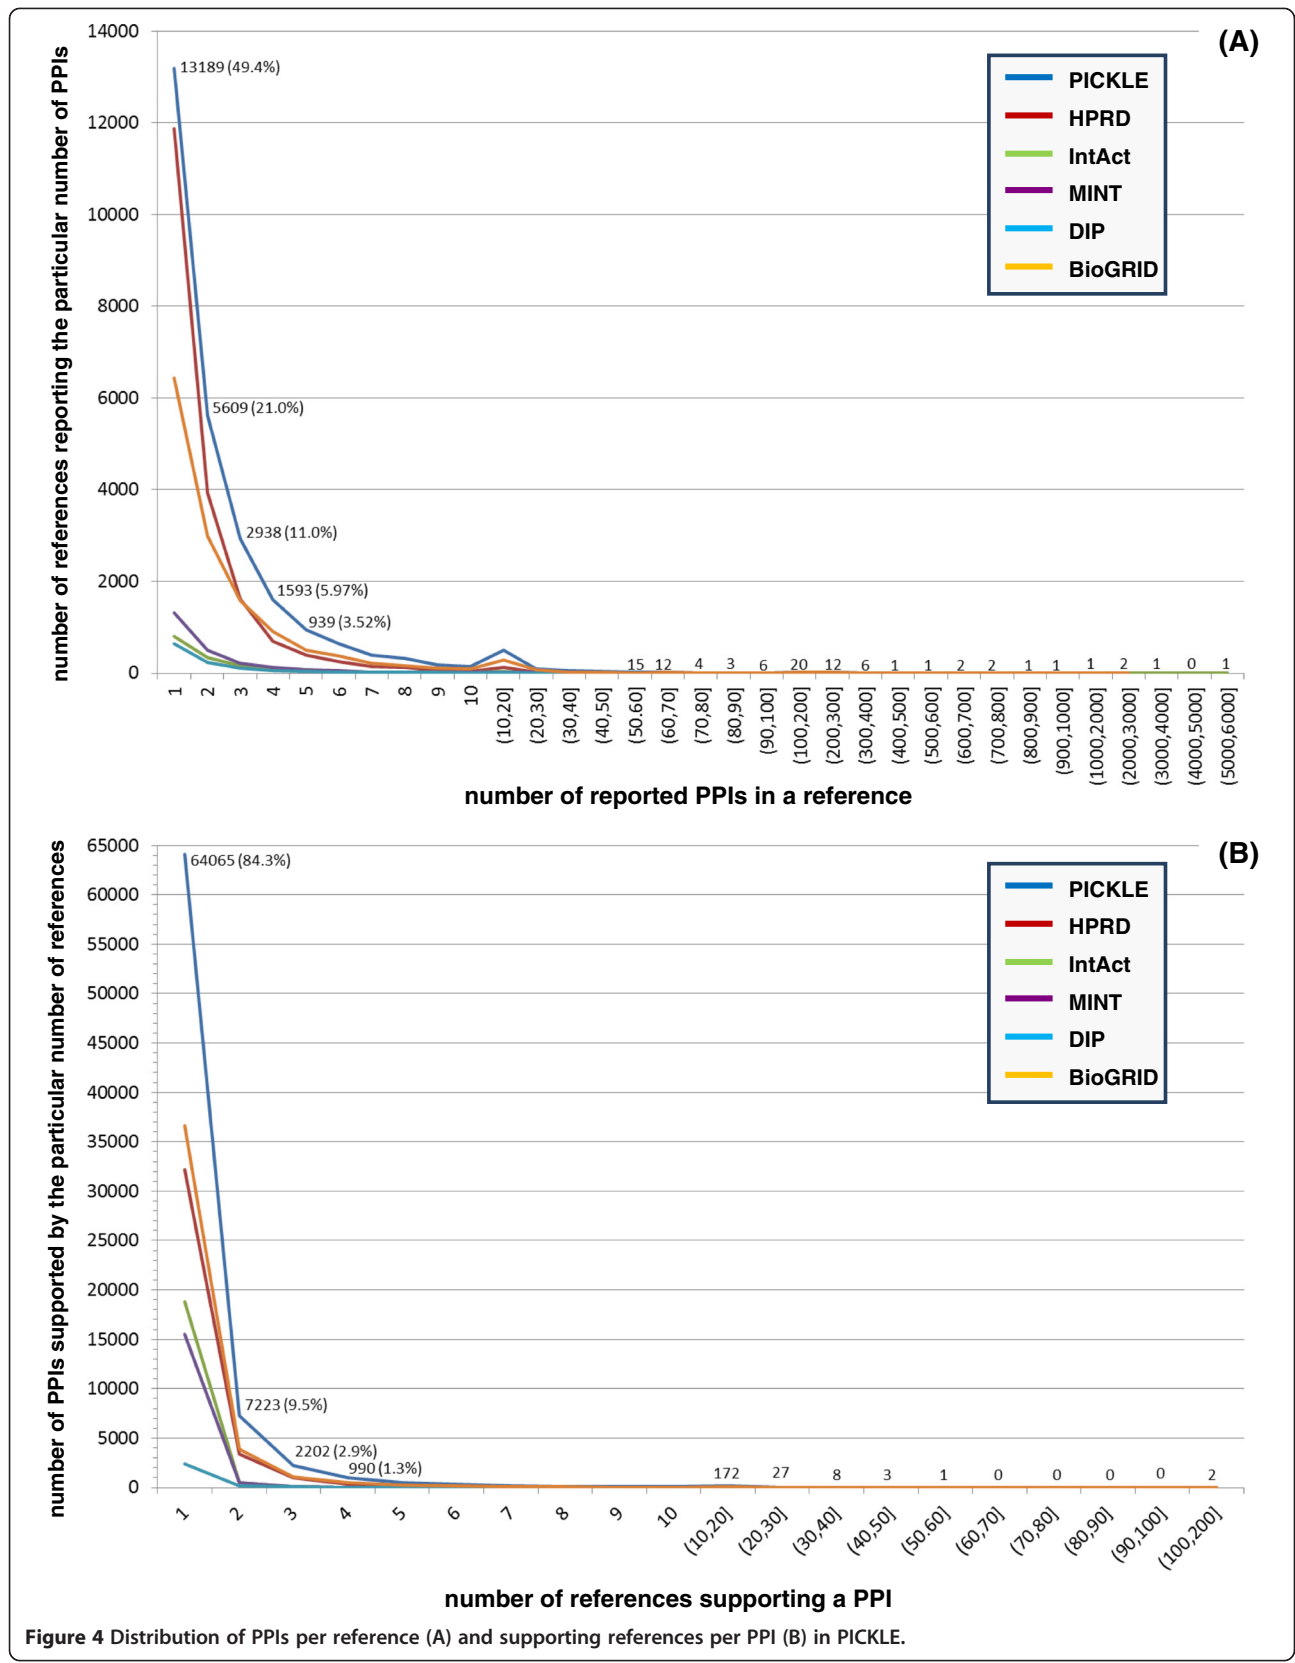 (A)
number of references reporting the particular number of PPIs
14000
12000
10000
8000
6000
4000
2000
0
13189 (49.4%)
5609 (21.0%)
2938 (11.0%)
1593 (5.97%)
939 (3.52%)
15 12 4 3 6 20 12 6 1 1 2 2 1 1 1 2 1 0 1
PICKLE
HPRD
IntAct
MINT
DIP
BioGRID
1 2 3 4 5 6 7 8 9 10 (10,20] (20,30] (30,40] (40,50] (50.60] (60,70] (70,80] (80,90] (90,100] (100,200] (200,300] (300,400] (400,500] (500,600] (600,700] (700,800] (800,900] (900,1000] (1000,2000] (2000,3000] (3000,4000] (4000,5000] (5000,6000]
number of reported PPIs in a reference
(B)
number of PPIs supported by the particular number of references
65000
60000
55000
50000
45000
40000
35000
30000
25000
20000
15000
10000
5000
0
64065 (84.3%)
7223 (9.5%)
2202 (2.9%)
990 (1.3%)
172 27 8 3 1 0 0 0 0 2
PICKLE
HPRD
IntAct
MINT
DIP
BioGRID
1 2 3 4 5 6 7 8 9 10 (10,20] (20,30] (30,40] (40,50] (50.60] (60,70] (70,80] (80,90] (90,100] (100,200]
number of references supporting a PPI
Figure 4 Distribution of PPIs per reference (A) and supporting references per PPI (B) in PICKLE.